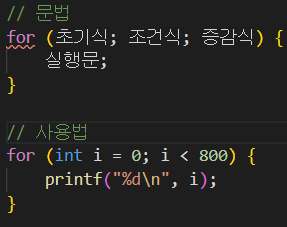 // 문법
for (초기식; 조건식; 증감식) {
    실행문;
}
// 사용법
for (int i = 0; i < 800) {
    printf("%d\n", i);
}